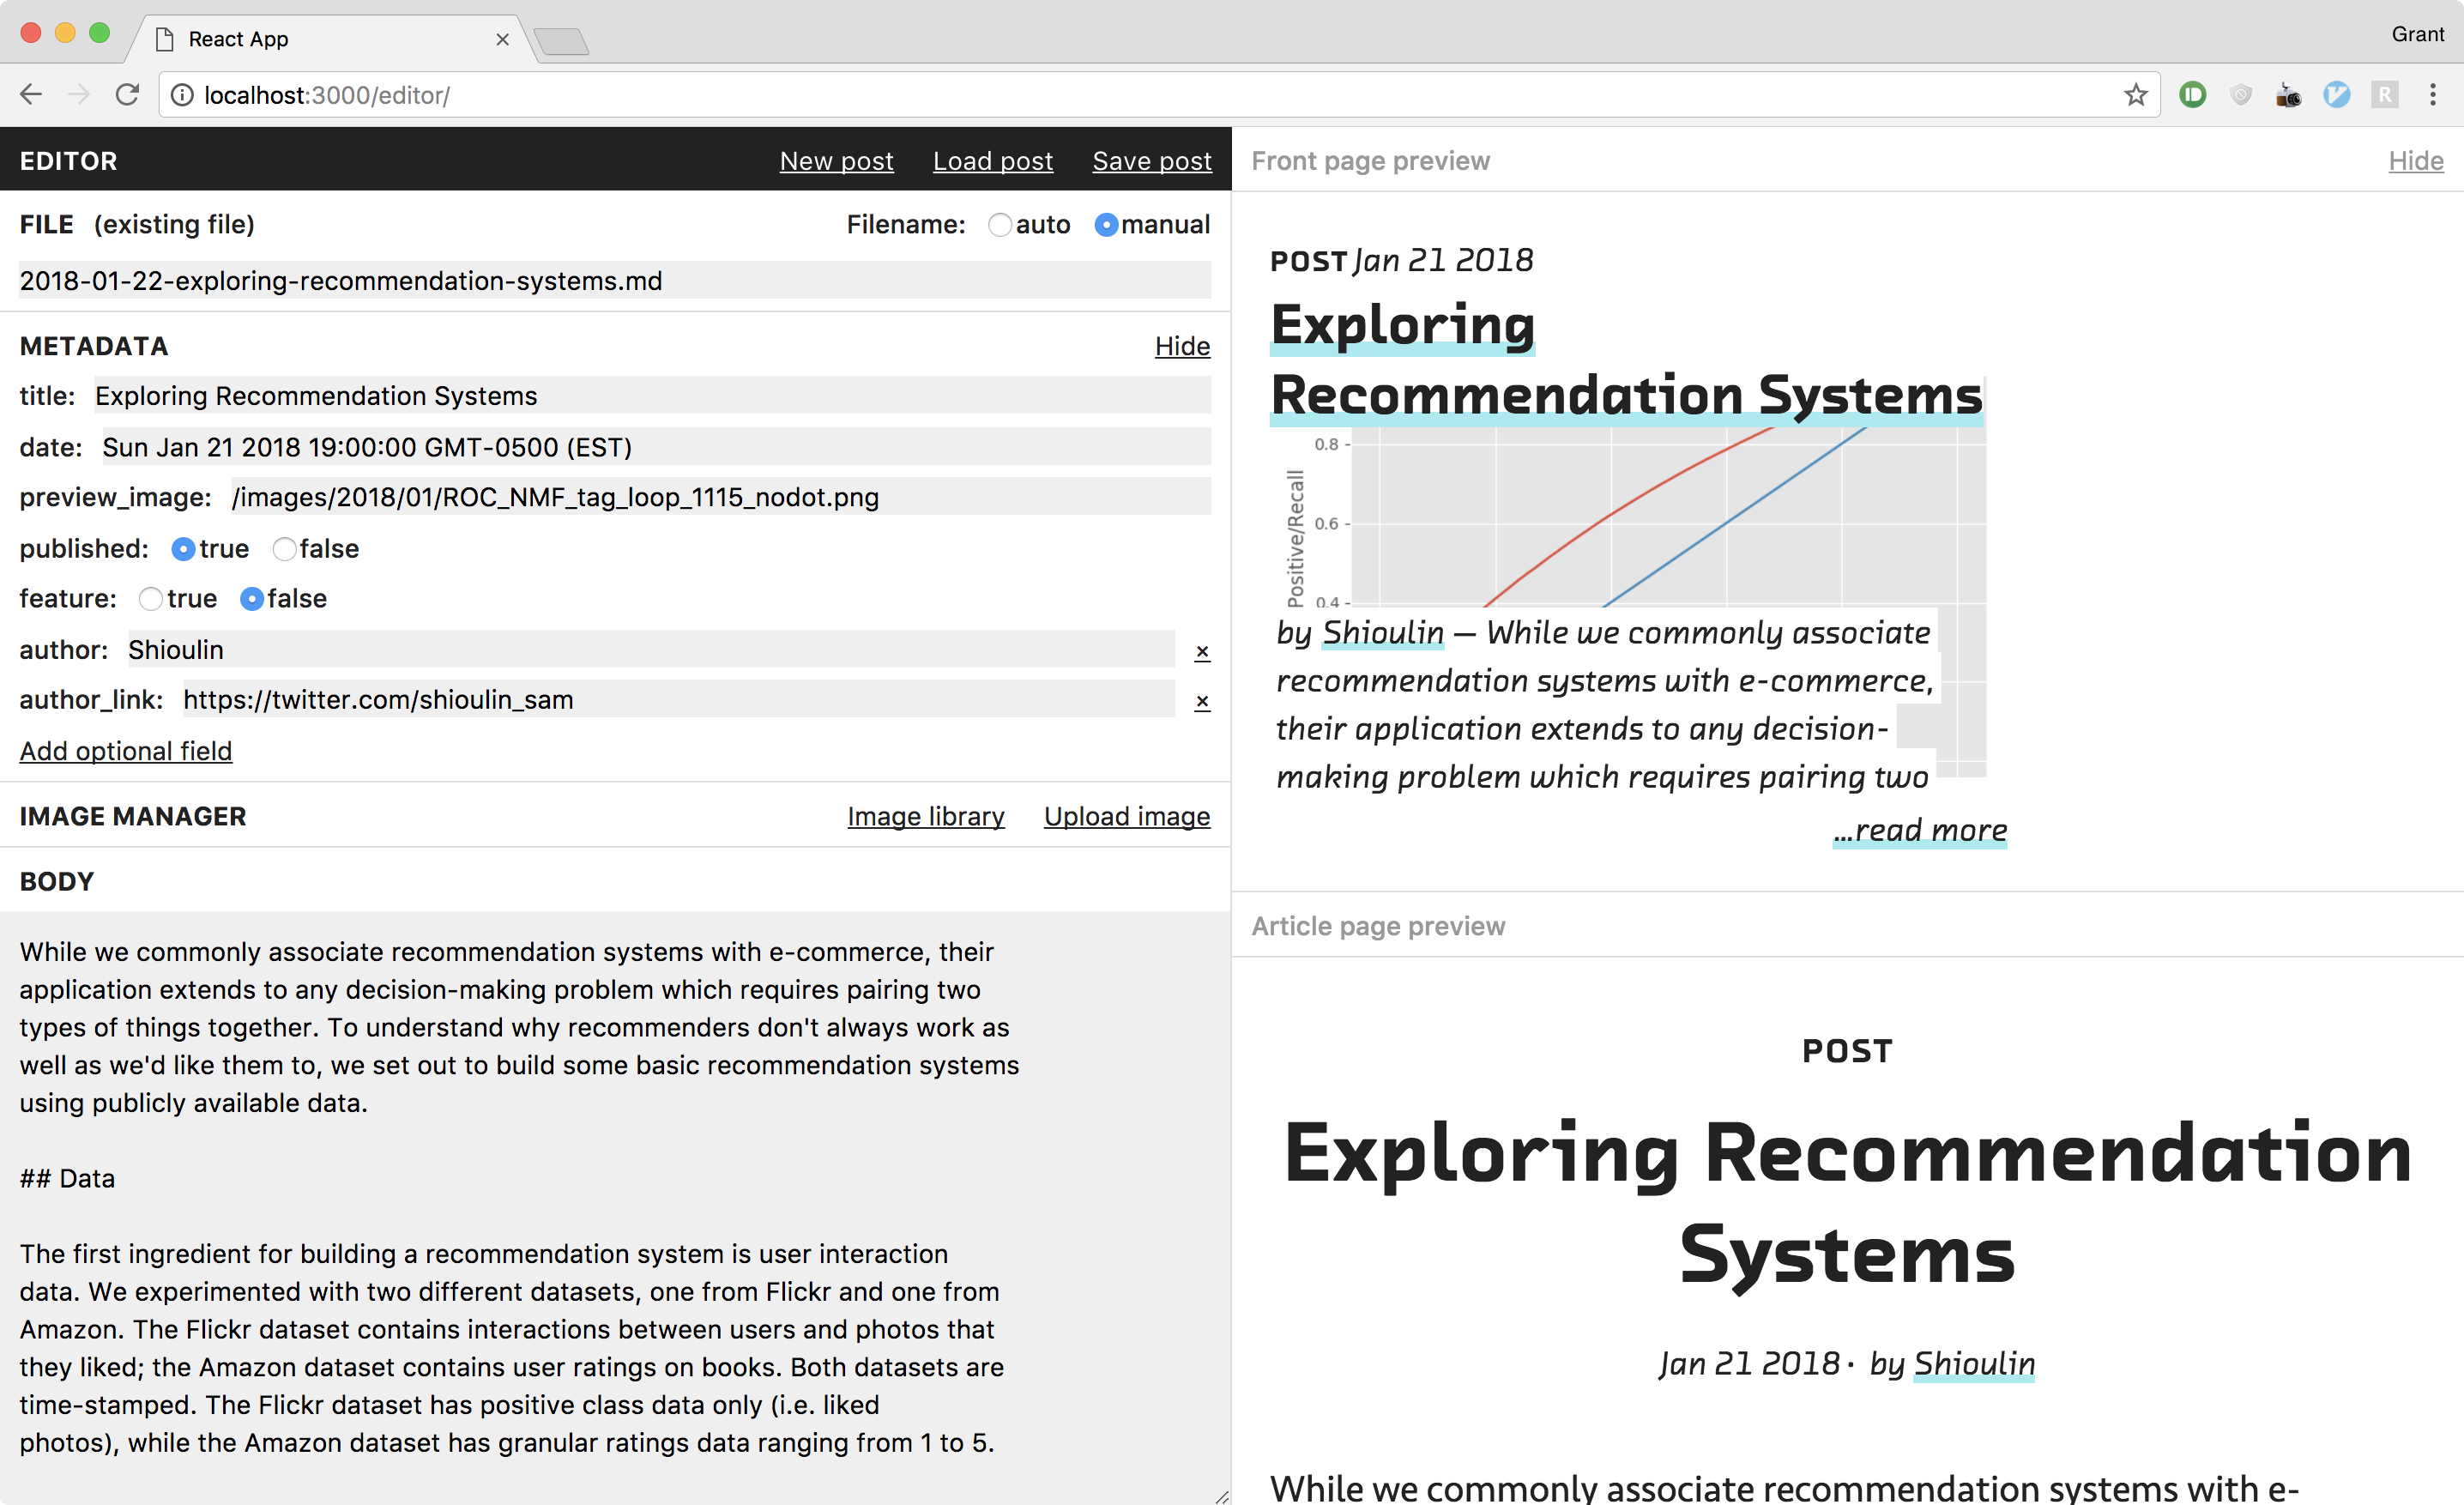 React App
Grant
localhost:3000/editor/
R
EDITOR New post Load post Save post
FILE (existing file) Filename: auto manual
2018-01-22-exploring-recommendation-systems.md
METADATA Hide
title: Exploring Recommendation Systems
date: Sun Jan 21 2018 19:00:00 GMT-0500 (EST)
preview_image: /images/2018/01/ROC_NMF_tag_loop_1115_nodot.png
published: true false
feature: true false
author: Shioulin ×
author_link: https://twitter.com/shioulin_sam ×
Add optional field
IMAGE MANAGER Image library Upload image
BODY
While we commonly associate recommendation systems with e-commerce, their
application extends to any decision-making problem which requires pairing two
types of things together. To understand why recommenders don't always work as
well as we'd like them to, we set out to build some basic recommendation systems
using publicly available data.
## Data
The first ingredient for building a recommendation system is user interaction
data. We experimented with two different datasets, one from Flickr and one from
Amazon. The Flickr dataset contains interactions between users and photos that
they liked; the Amazon dataset contains user ratings on books. Both datasets are
time-stamped. The Flickr dataset has positive class data only (i.e. liked
photos), while the Amazon dataset has granular ratings data ranging from 1 to 5.
Front page preview Hide
POST Jan 21 2018
Exploring
Recommendation Systems
0.8
0.6
0.4
Positive/Recall
by Shioulin — While we commonly associate
recommendation systems with e-commerce,
their application extends to any decision-
making problem which requires pairing two
...read more
Article page preview
POST
Exploring Recommendation
Systems
Jan 21 2018 · by Shioulin
While we commonly associate recommendation systems with e-